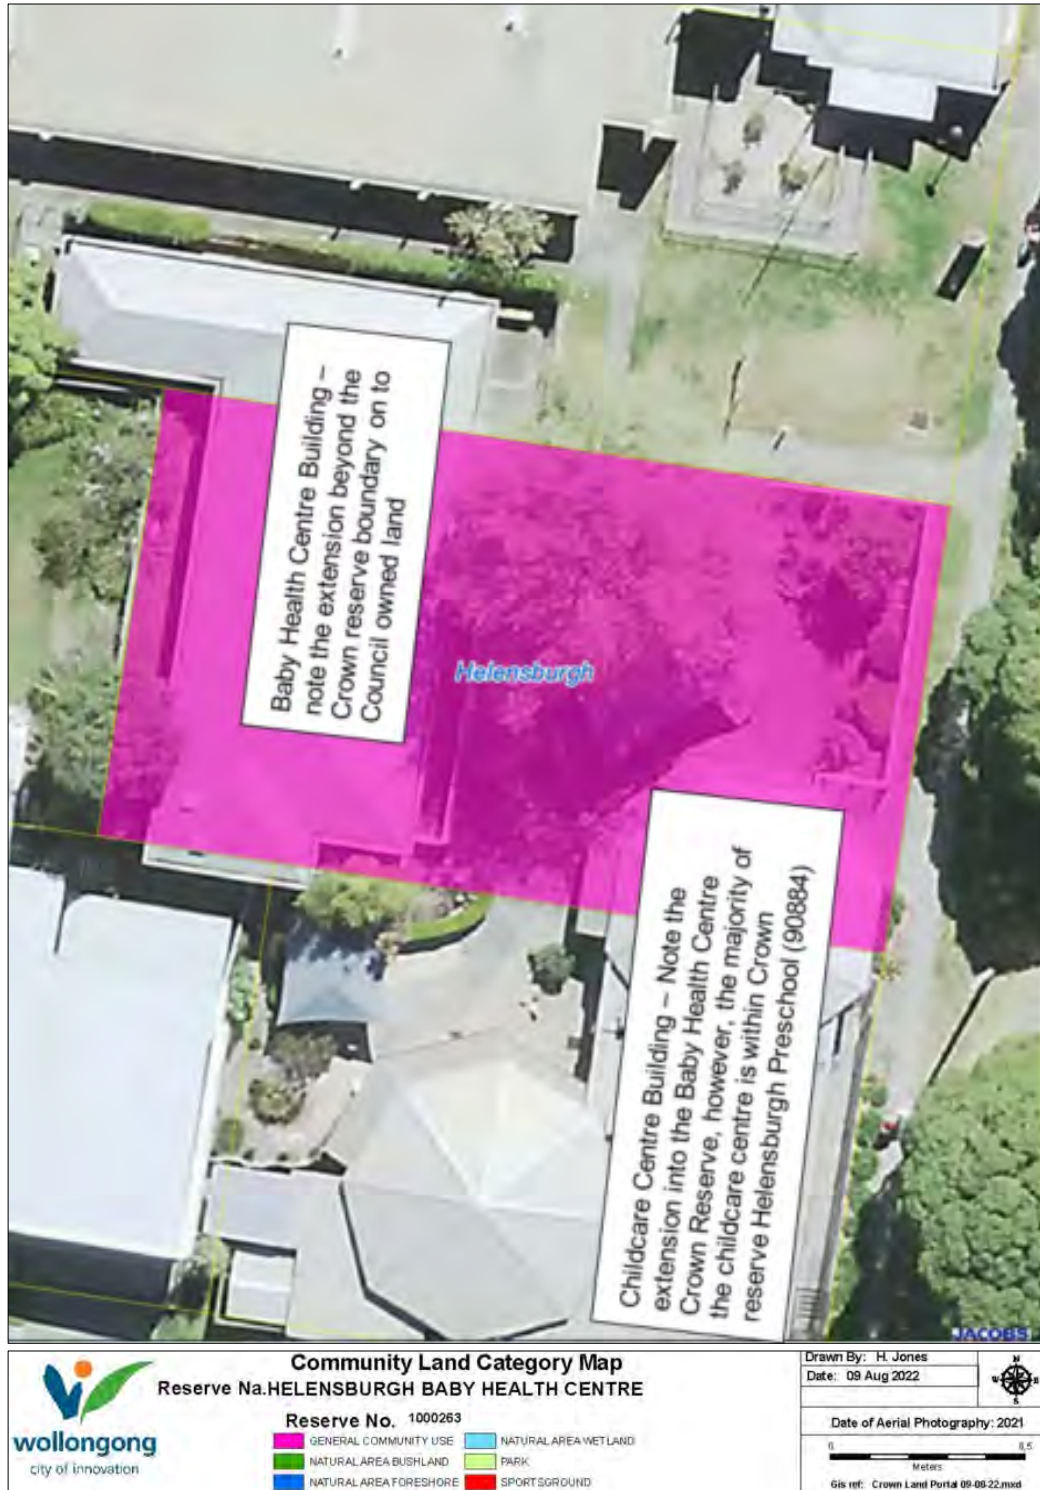 Baby Health Centre Building –
note the extension beyond the
Crown reserve boundary on to
Council owned land
Helensburgh
Childcare Centre Building – Note the
extension into the Baby Health Centre
Crown Reserve, however, the majority of
the childcare centre is within Crown
reserve Helensburgh Preschool (90884)
JACOBS
wollongong
city of innovation
Community Land Category Map
Reserve Na.HELENSBURGH BABY HEALTH CENTRE
Reserve No. 1000263
GENERAL COMMUNITY USE
NATURAL AREA WETLAND
NATURAL AREA BUSHLAND
PARK
NATURAL AREA FORESHORE
SPORTSGROUND
Drawn By: H. Jones
Date: 09 Aug 2022
N
W E
S
Date of Aerial Photography: 2021
0 8.5
Meters
Gis ref: Crown Land Portal 09-08-22.mxd